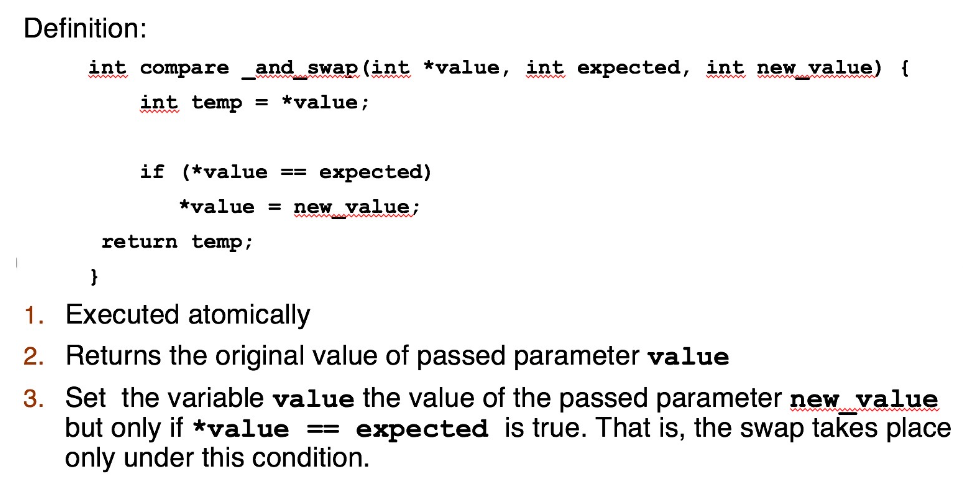 Definition:
int compare _and_swap(int *value, int expected, int new_value) {
int temp = *value;
if (*value == expected)
*value = new_value;
return temp;
}
1. Executed atomically
2. Returns the original value of passed parameter value
3. Set the variable value the value of the passed parameter new_value
but only if *value == expected is true. That is, the swap takes place
only under this condition.